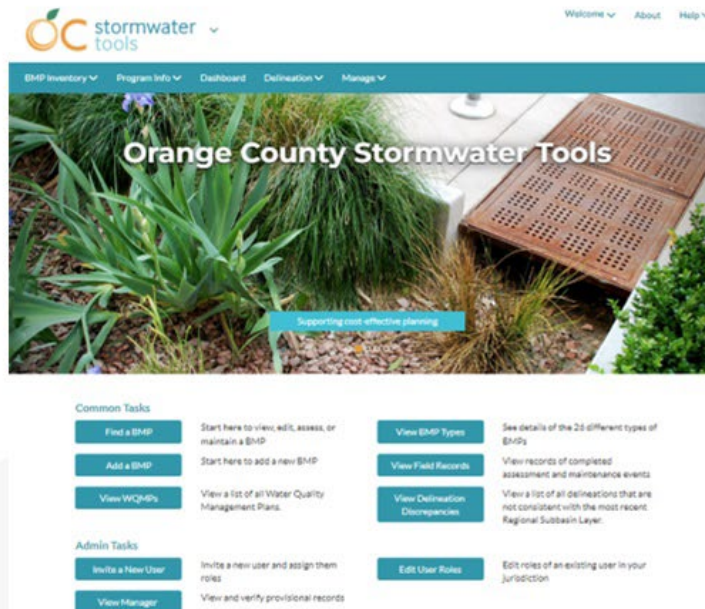 Welcome About Help
OC stormwater
tools
BMP Inventory Program Info Dashboard Delineation Manage
Orange County Stormwater Tools
Supporting cost-effective planning
Common Tasks
Find a BMP
Start here to view, edit, assess, or
maintain a BMP
View BMP Types
See details of the 26 different types of
BMPs
Add a BMP
Start here to add a new BMP
View Field Records
View records of completed
assessment and maintenance events
View WQMPs
View a list of all Water Quality
Management Plans.
View Delineation
Discrepancies
View a list of all delineations that are
not consistent with the most recent
Regional Subbasin Layer.
Admin Tasks
Invite a New User
Invite a new user and assign them
roles
Edit User Roles
Edit roles of an existing user in your
jurisdiction
View Manager
View and verify provisional records